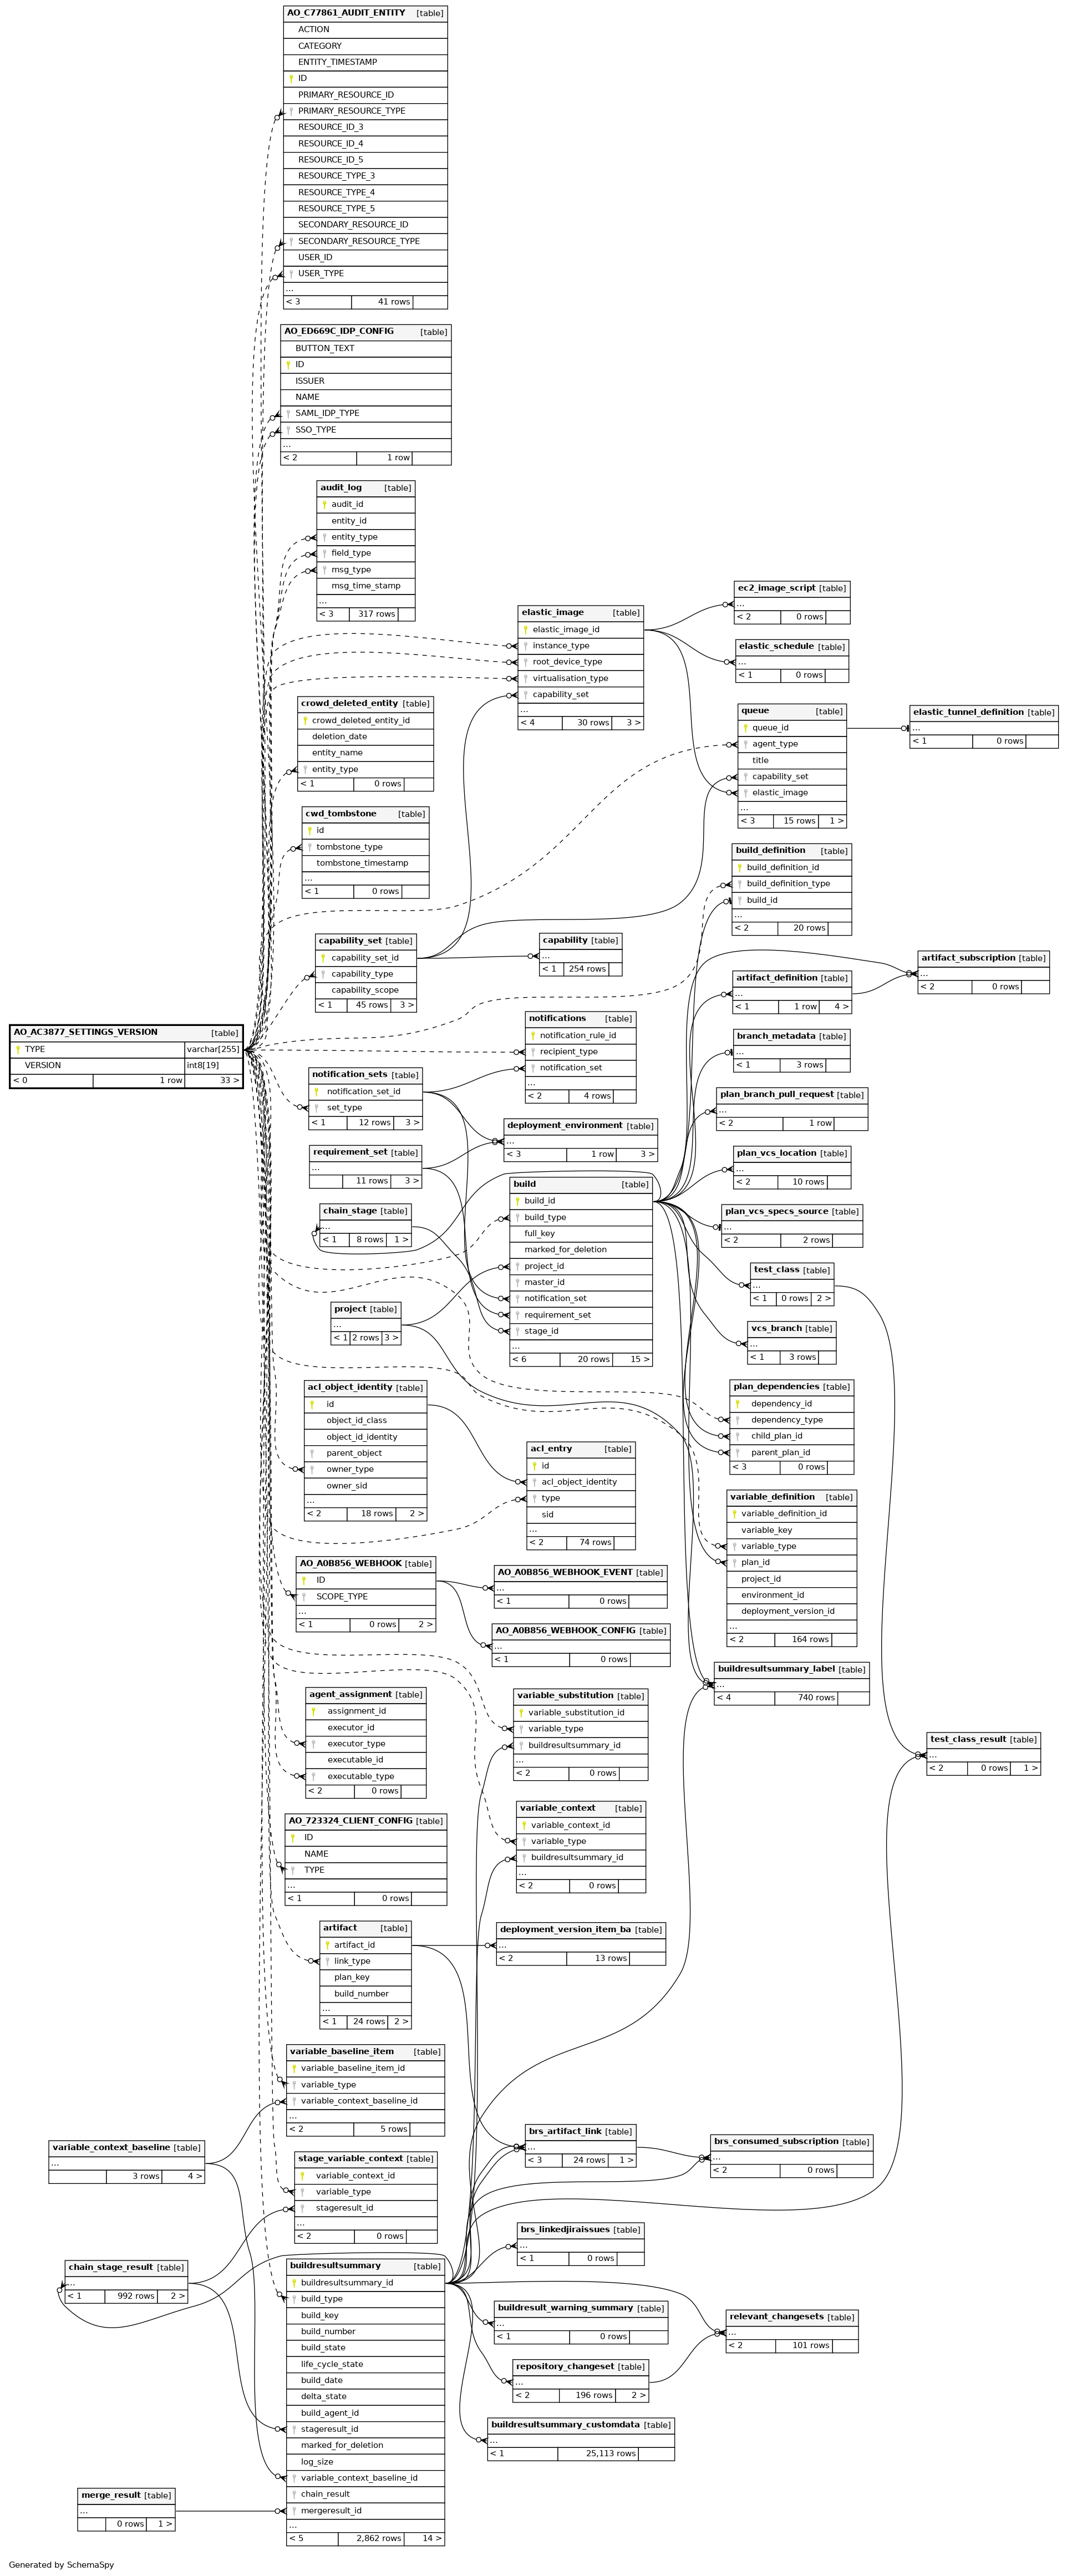 AO_C77861_AUDIT_ENTITY [table]
ACTION
CATEGORY
ENTITY_TIMESTAMP
ID
PRIMARY_RESOURCE_ID
PRIMARY_RESOURCE_TYPE
RESOURCE_ID_3
RESOURCE_ID_4
RESOURCE_ID_5
RESOURCE_TYPE_3
RESOURCE_TYPE_4
RESOURCE_TYPE_5
SECONDARY_RESOURCE_ID
SECONDARY_RESOURCE_TYPE
USER_ID
USER_TYPE
...
< 3 41 rows
AO_ED669C_IDP_CONFIG [table]
BUTTON_TEXT
ID
ISSUER
NAME
SAML_IDP_TYPE
SSO_TYPE
...
< 2 1 row
audit_log [table]
audit_id
entity_id
entity_type
field_type
msg_type
msg_time_stamp
...
< 3 317 rows
elastic_image [table]
elastic_image_id
instance_type
root_device_type
virtualisation_type
capability_set
...
< 4 30 rows 3 >
ec2_image_script [table]
...
< 2 0 rows
elastic_schedule [table]
...
< 1 0 rows
queue [table]
queue_id
agent_type
title
capability_set
elastic_image
...
< 3 15 rows 1 >
elastic_tunnel_definition [table]
...
< 1 0 rows
crowd_deleted_entity [table]
crowd_deleted_entity_id
deletion_date
entity_name
entity_type
< 1 0 rows
cwd_tombstone [table]
id
tombstone_type
tombstone_timestamp
...
< 1 0 rows
build_definition [table]
build_definition_id
build_definition_type
build_id
...
< 2 20 rows
capability_set [table]
capability_set_id
capability_type
capability_scope
< 1 45 rows 3 >
capability [table]
...
< 1 254 rows
artifact_subscription [table]
...
< 2 0 rows
artifact_definition [table]
...
< 1 1 row 4 >
AO_AC3877_SETTINGS_VERSION [table]
TYPE varchar[255]
VERSION int8[19]
< 0 1 row 33 >
notifications [table]
notification_rule_id
recipient_type
notification_set
...
< 2 4 rows
branch_metadata [table]
...
< 1 3 rows
notification_sets [table]
notification_set_id
set_type
< 1 12 rows 3 >
plan_branch_pull_request [table]
...
< 2 1 row
deployment_environment [table]
...
< 3 1 row 3 >
requirement_set [table]
...
11 rows 3 >
plan_vcs_location [table]
...
< 2 10 rows
build [table]
build_id
build_type
full_key
marked_for_deletion
project_id
master_id
notification_set
requirement_set
stage_id
...
< 6 20 rows 15 >
chain_stage [table]
...
< 1 8 rows 1 >
plan_vcs_specs_source [table]
...
< 2 2 rows
test_class [table]
...
< 1 0 rows 2 >
project [table]
...
< 1 2 rows 3 >
vcs_branch [table]
...
< 1 3 rows
acl_object_identity [table]
id
object_id_class
object_id_identity
parent_object
owner_type
owner_sid
...
< 2 18 rows 2 >
plan_dependencies [table]
dependency_id
dependency_type
child_plan_id
parent_plan_id
< 3 0 rows
acl_entry [table]
id
acl_object_identity
type
sid
...
< 2 74 rows
variable_definition [table]
variable_definition_id
variable_key
variable_type
plan_id
project_id
environment_id
deployment_version_id
...
< 2 164 rows
AO_A0B856_WEBHOOK [table]
ID
SCOPE_TYPE
...
< 1 0 rows 2 >
AO_A0B856_WEBHOOK_EVENT [table]
...
< 1 0 rows
AO_A0B856_WEBHOOK_CONFIG [table]
...
< 1 0 rows
buildresultsummary_label [table]
...
< 4 740 rows
agent_assignment [table]
assignment_id
executor_id
executor_type
executable_id
executable_type
< 2 0 rows
variable_substitution [table]
variable_substitution_id
variable_type
buildresultsummary_id
...
< 2 0 rows
test_class_result [table]
...
< 2 0 rows 1 >
variable_context [table]
variable_context_id
variable_type
buildresultsummary_id
...
< 2 0 rows
AO_723324_CLIENT_CONFIG [table]
ID
NAME
TYPE
...
< 1 0 rows
artifact [table]
artifact_id
link_type
plan_key
build_number
...
< 1 24 rows 2 >
deployment_version_item_ba [table]
...
< 2 13 rows
variable_baseline_item [table]
variable_baseline_item_id
variable_type
variable_context_baseline_id
...
< 2 5 rows
variable_context_baseline [table]
...
3 rows 4 >
brs_artifact_link [table]
...
< 3 24 rows 1 >
brs_consumed_subscription [table]
...
< 2 0 rows
stage_variable_context [table]
variable_context_id
variable_type
stageresult_id
...
< 2 0 rows
brs_linkedjiraissues [table]
...
< 1 0 rows
chain_stage_result [table]
...
< 1 992 rows 2 >
buildresultsummary [table]
buildresultsummary_id
build_type
build_key
build_number
build_state
life_cycle_state
build_date
delta_state
build_agent_id
stageresult_id
marked_for_deletion
log_size
variable_context_baseline_id
chain_result
mergeresult_id
...
< 5 2,862 rows 14 >
buildresult_warning_summary [table]
...
< 1 0 rows
relevant_changesets [table]
...
< 2 101 rows
repository_changeset [table]
...
< 2 196 rows 2 >
buildresultsummary_customdata [table]
...
< 1 25,113 rows
merge_result [table]
...
0 rows 1 >
Generated by SchemaSpy